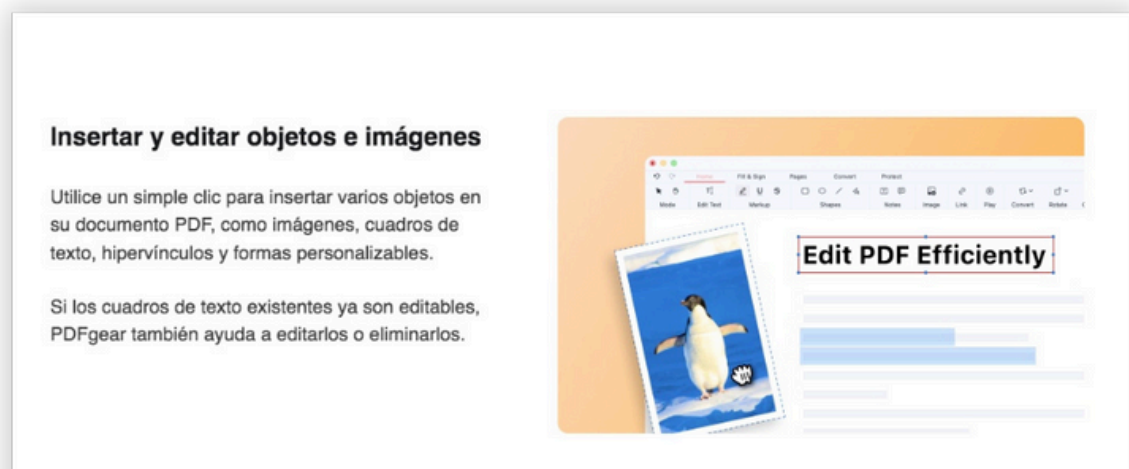 Insertar y editar objetos e imágenes
Utilice un simple clic para insertar varios objetos en
su documento PDF, como imágenes, cuadros de
texto, hipervínculos y formas personalizables.
Si los cuadros de texto existentes ya son editables,
PDFgear también ayuda a editarlos o eliminarlos.
Home Fill & Sign Pages Convert Protect
Mode Edit Text Markup Shapes Notes Image Link Play Convert Rotate
Edit PDF Efficiently